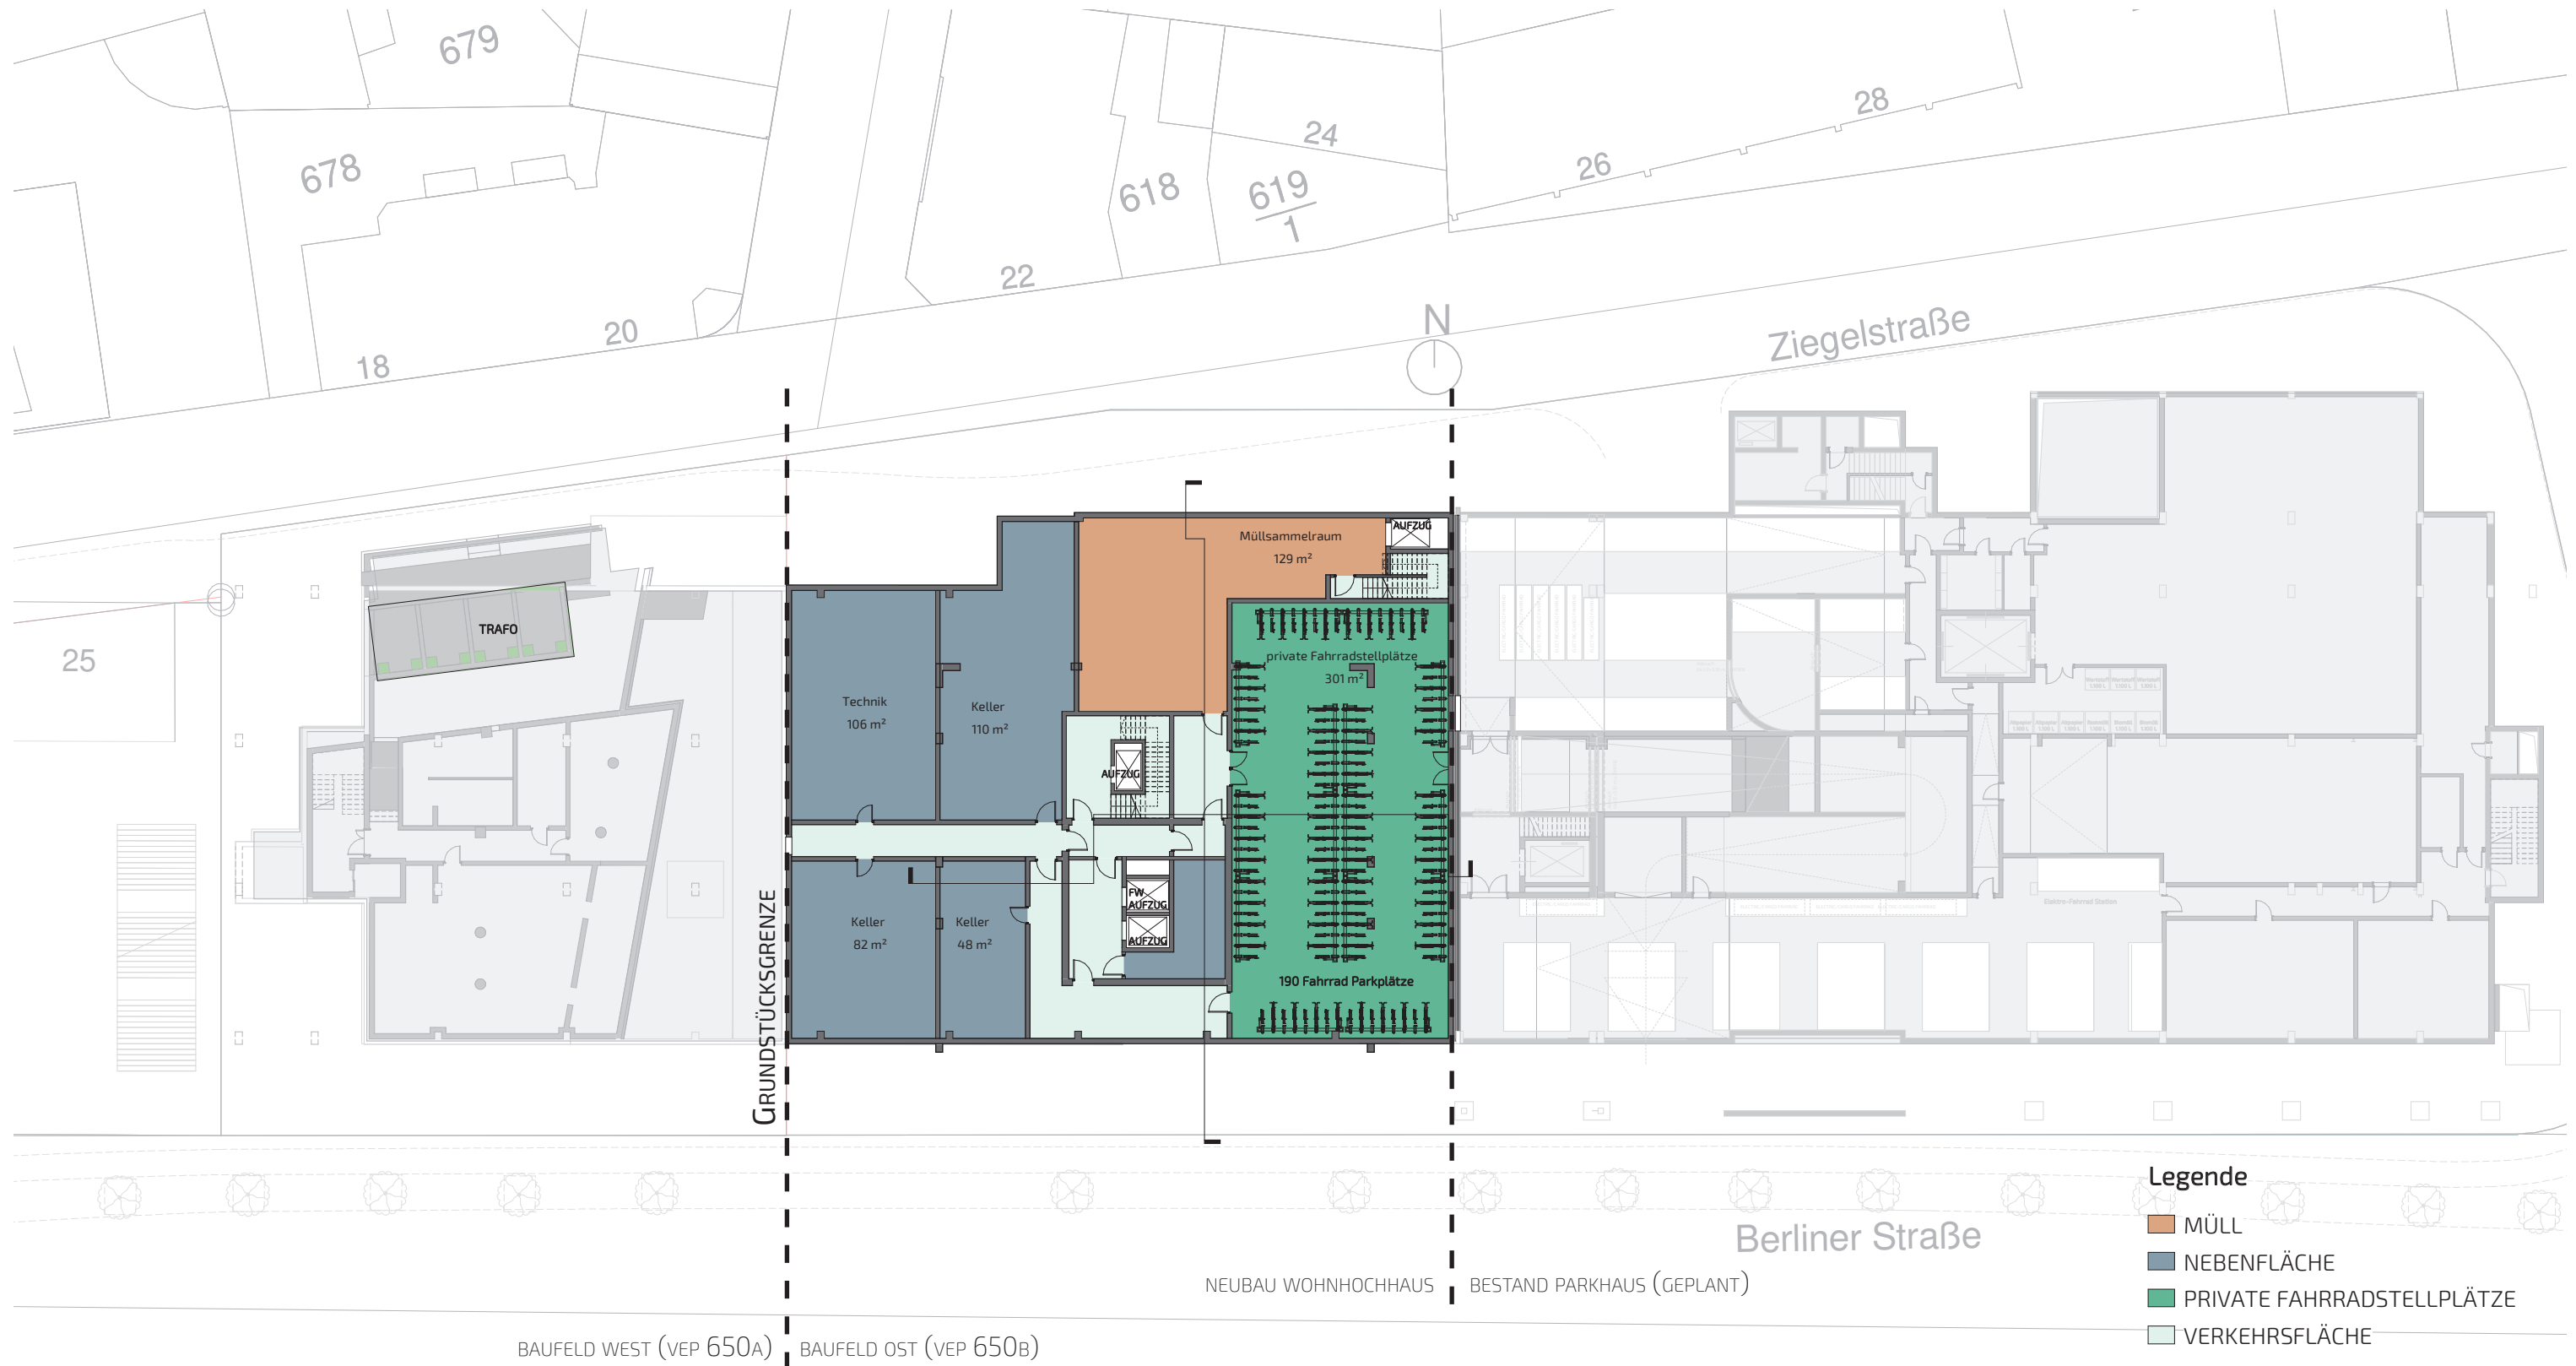 679
678
28
24
26
618
619
1
22
20
18
N
Ziegelstraße
25
TRAFO
Müllsammelraum
129 m²
AUFZUG
private Fahrradstellplätze
301 m²
Technik
106 m²
Keller
110 m²
AUFZUG
Keller
82 m²
Keller
48 m²
FW
AUFZUG
AUFZUG
190 Fahrrad Parkplätze
Elektro-Fahrrad Station
GRUNDSTÜCKSGRENZE
Berliner Straße
NEUBAU WOHNHOCHHAUS
BESTAND PARKHAUS (GEPLANT)
BAUFELD WEST (VEP 650A)
BAUFELD OST (VEP 650B)
Legende
MÜLL
NEBENFLÄCHE
PRIVATE FAHRRADSTELLPLÄTZE
VERKEHRSFLÄCHE